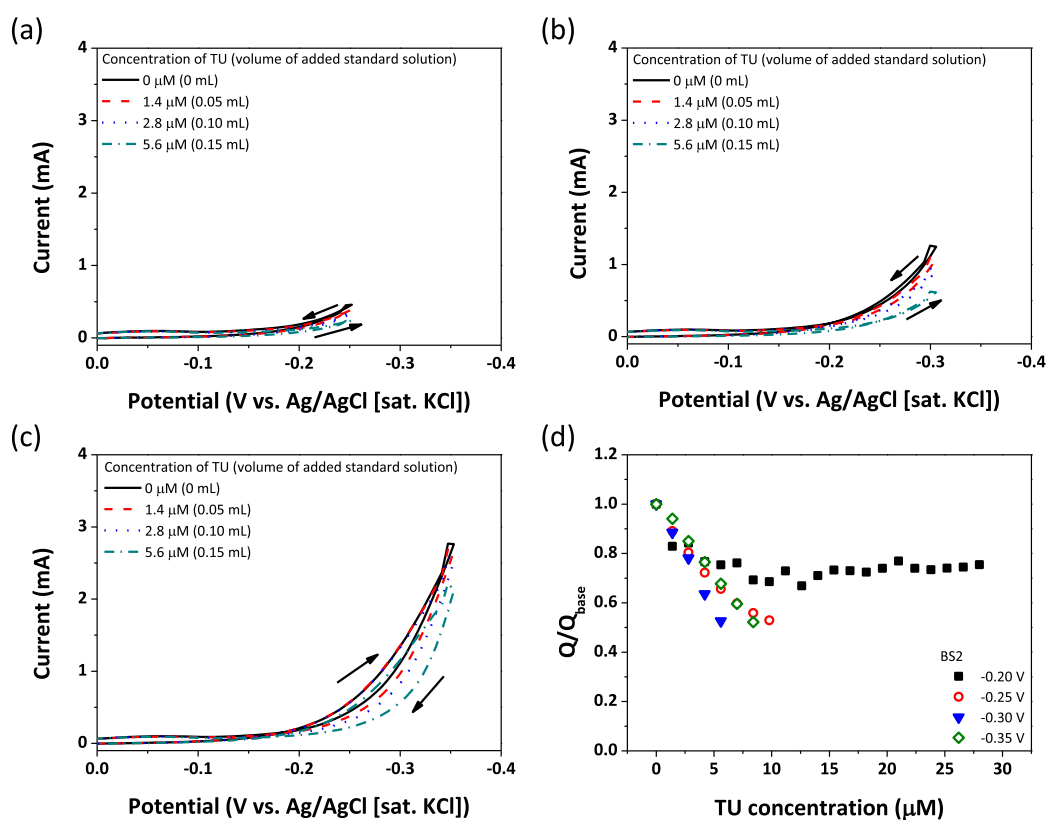 (a)
4
3
2
1
0
0.0
-0.1
-0.2
-0.3
-0.4
Current (mA)
Potential (V vs. Ag/AgCl [sat. KCl])
Concentration of TU (volume of added standard solution)
0 μM (0 mL)
1.4 μM (0.05 mL)
2.8 μM (0.10 mL)
5.6 μM (0.15 mL)
(b)
4
3
2
1
0
0.0
-0.1
-0.2
-0.3
-0.4
Current (mA)
Potential (V vs. Ag/AgCl [sat. KCl])
Concentration of TU (volume of added standard solution)
0 μM (0 mL)
1.4 μM (0.05 mL)
2.8 μM (0.10 mL)
5.6 μM (0.15 mL)
(c)
4
3
2
1
0
0.0
-0.1
-0.2
-0.3
-0.4
Current (mA)
Potential (V vs. Ag/AgCl [sat. KCl])
Concentration of TU (volume of added standard solution)
0 μM (0 mL)
1.4 μM (0.05 mL)
2.8 μM (0.10 mL)
5.6 μM (0.15 mL)
(d)
1.2
1.0
0.8
0.6
0.4
0.2
0.0
0
5
10
15
20
25
30
Q/Qbase
TU concentration (μM)
BS2
-0.20 V
-0.25 V
-0.30 V
-0.35 V